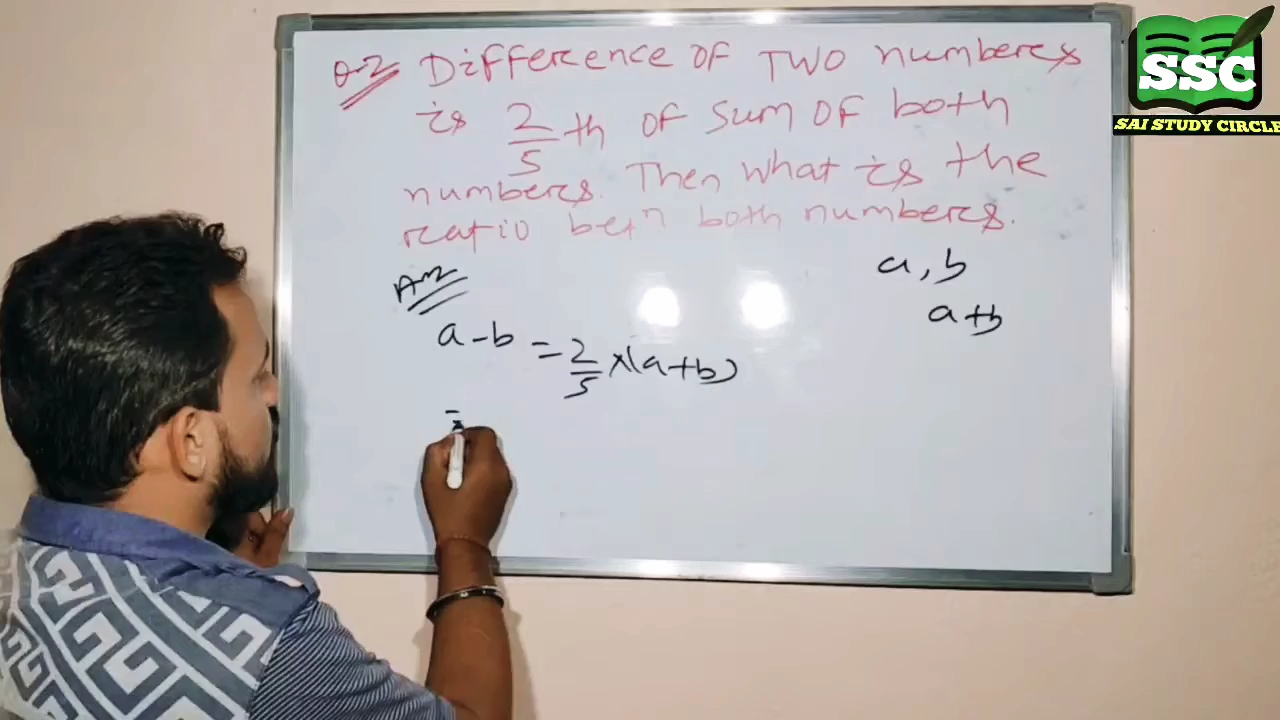 Q-2 Difference of Two numbers
is 2/5 th of sum of both
numbers. Then what is the
ratio betn both numbers.
A-2
a, b
a+b
a-b = 2/5 x(a+b)
SSC
SAI STUDY CIRCLE